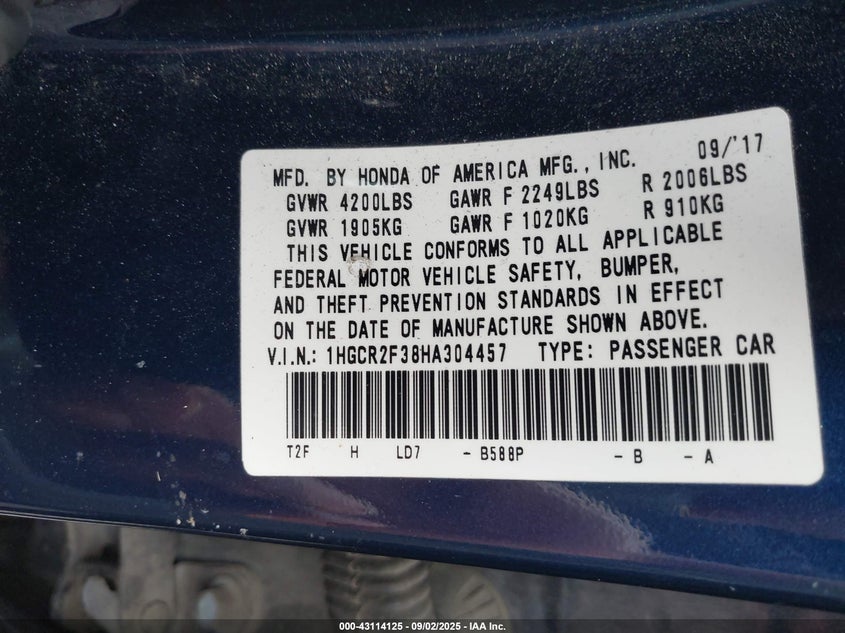 MFD. BY HONDA OF AMERICA MFG., INC. 09/'17
GVWR 4200LBS GAWR F 2249LBS R 2006LBS
GVWR 1905KG GAWR F 1020KG R 910KG
THIS VEHICLE CONFORMS TO ALL APPLICABLE
FEDERAL MOTOR VEHICLE SAFETY, BUMPER,
AND THEFT PREVENTION STANDARDS IN EFFECT
ON THE DATE OF MANUFACTURE SHOWN ABOVE.
V.I.N.: 1HGCR2F38HA304457 TYPE: PASSENGER CAR
T2F H LD7 - B588P - B - A
000-43114125 - 09/02/2025 - IAA Inc.